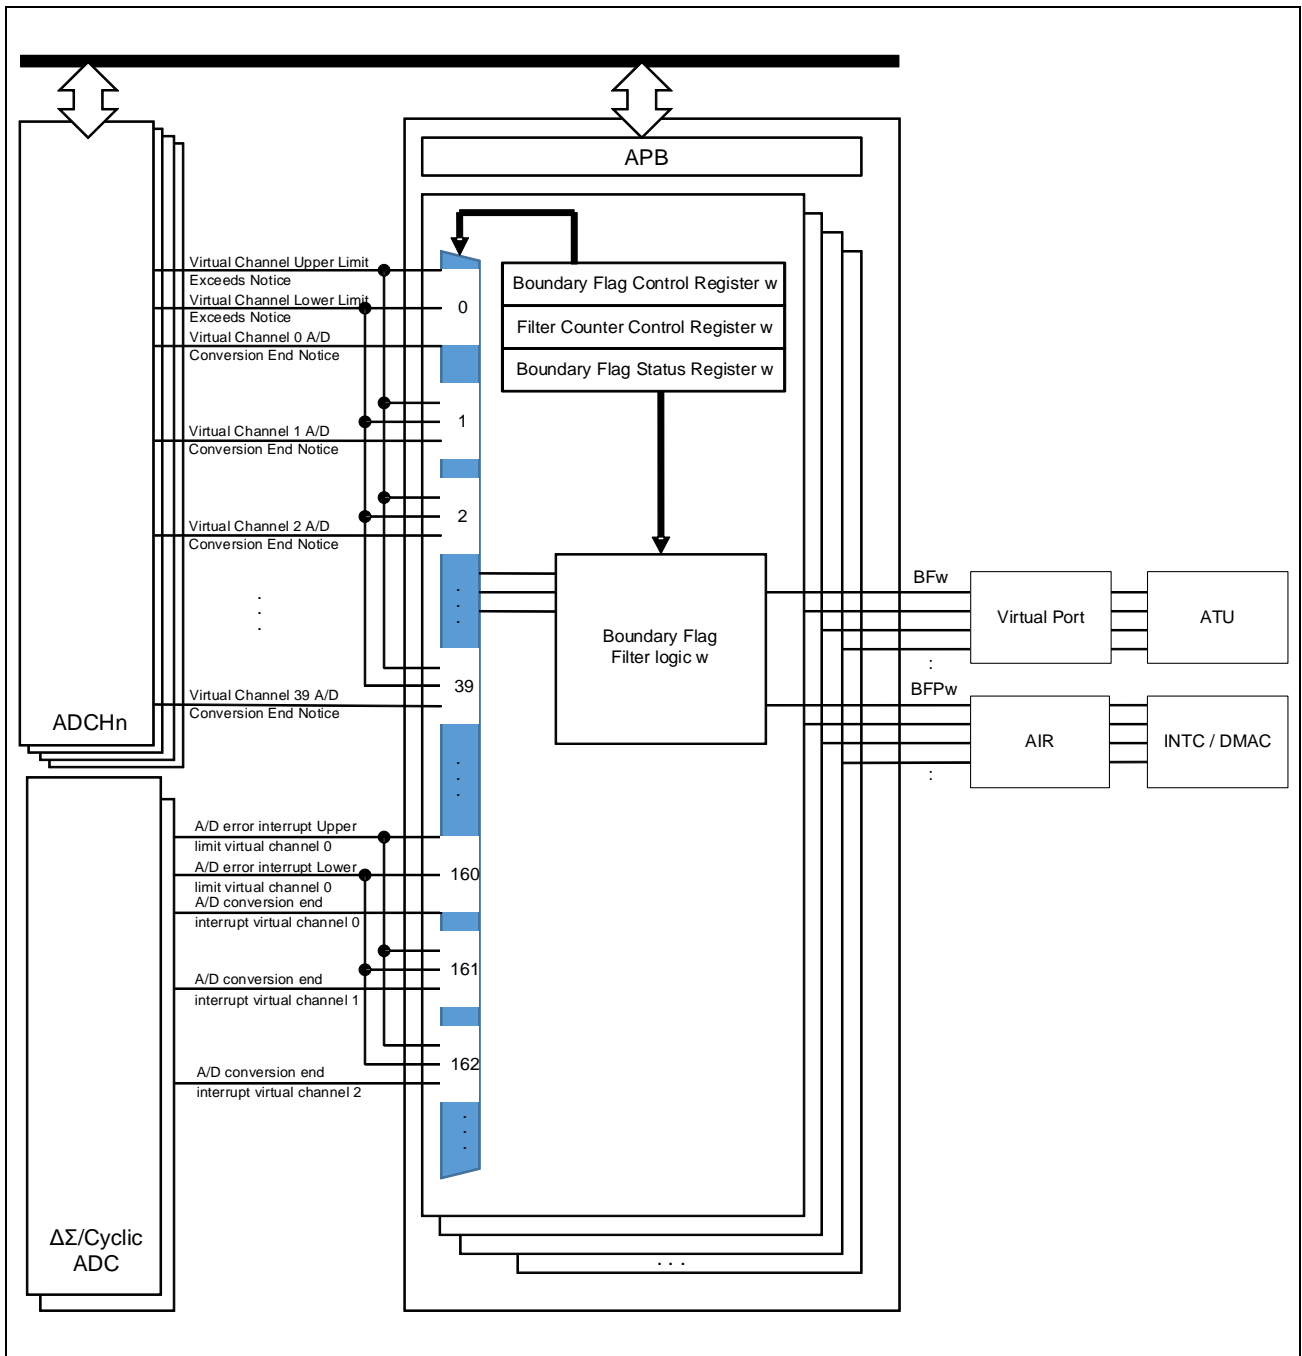 APB
Virtual Channel Upper Limit
Exceeds Notice
Virtual Channel Lower Limit
Exceeds Notice
Virtual Channel 0 A/D
Conversion End Notice
Virtual Channel 1 A/D
Conversion End Notice
Virtual Channel 2 A/D
Conversion End Notice
. . .
Virtual Channel 39 A/D
Conversion End Notice
ADCHn
0
1
2
. . .
39
. . .
160
161
162
. . .
Boundary Flag Control Register w
Filter Counter Control Register w
Boundary Flag Status Register w
Boundary Flag
Filter logic w
BFw
:
BFPw
:
Virtual Port
ATU
AIR
INTC / DMAC
A/D error interrupt Upper
limit virtual channel 0
A/D error interrupt Lower
limit virtual channel 0
A/D conversion end
interrupt virtual channel 0
A/D conversion end
interrupt virtual channel 1
A/D conversion end
interrupt virtual channel 2
ΔΣ/Cyclic
ADC
. . .